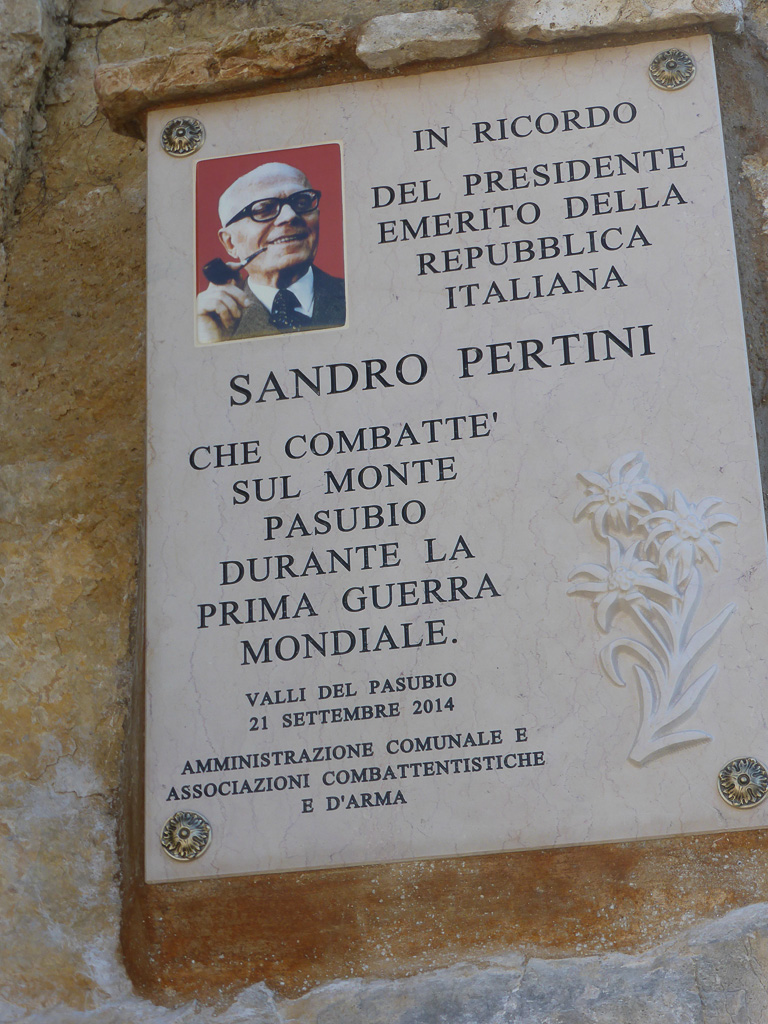 IN RICORDO
DEL PRESIDENTE
EMERITO DELLA
REPUBBLICA
ITALIANA
SANDRO PERTINI
CHE COMBATTE'
SUL MONTE
PASUBIO
DURANTE LA
PRIMA GUERRA
MONDIALE.
VALLI DEL PASUBIO
21 SETTEMBRE 2014
AMMINISTRAZIONE COMUNALE E
ASSOCIAZIONI COMBATTENTISTICHE
E D'ARMA